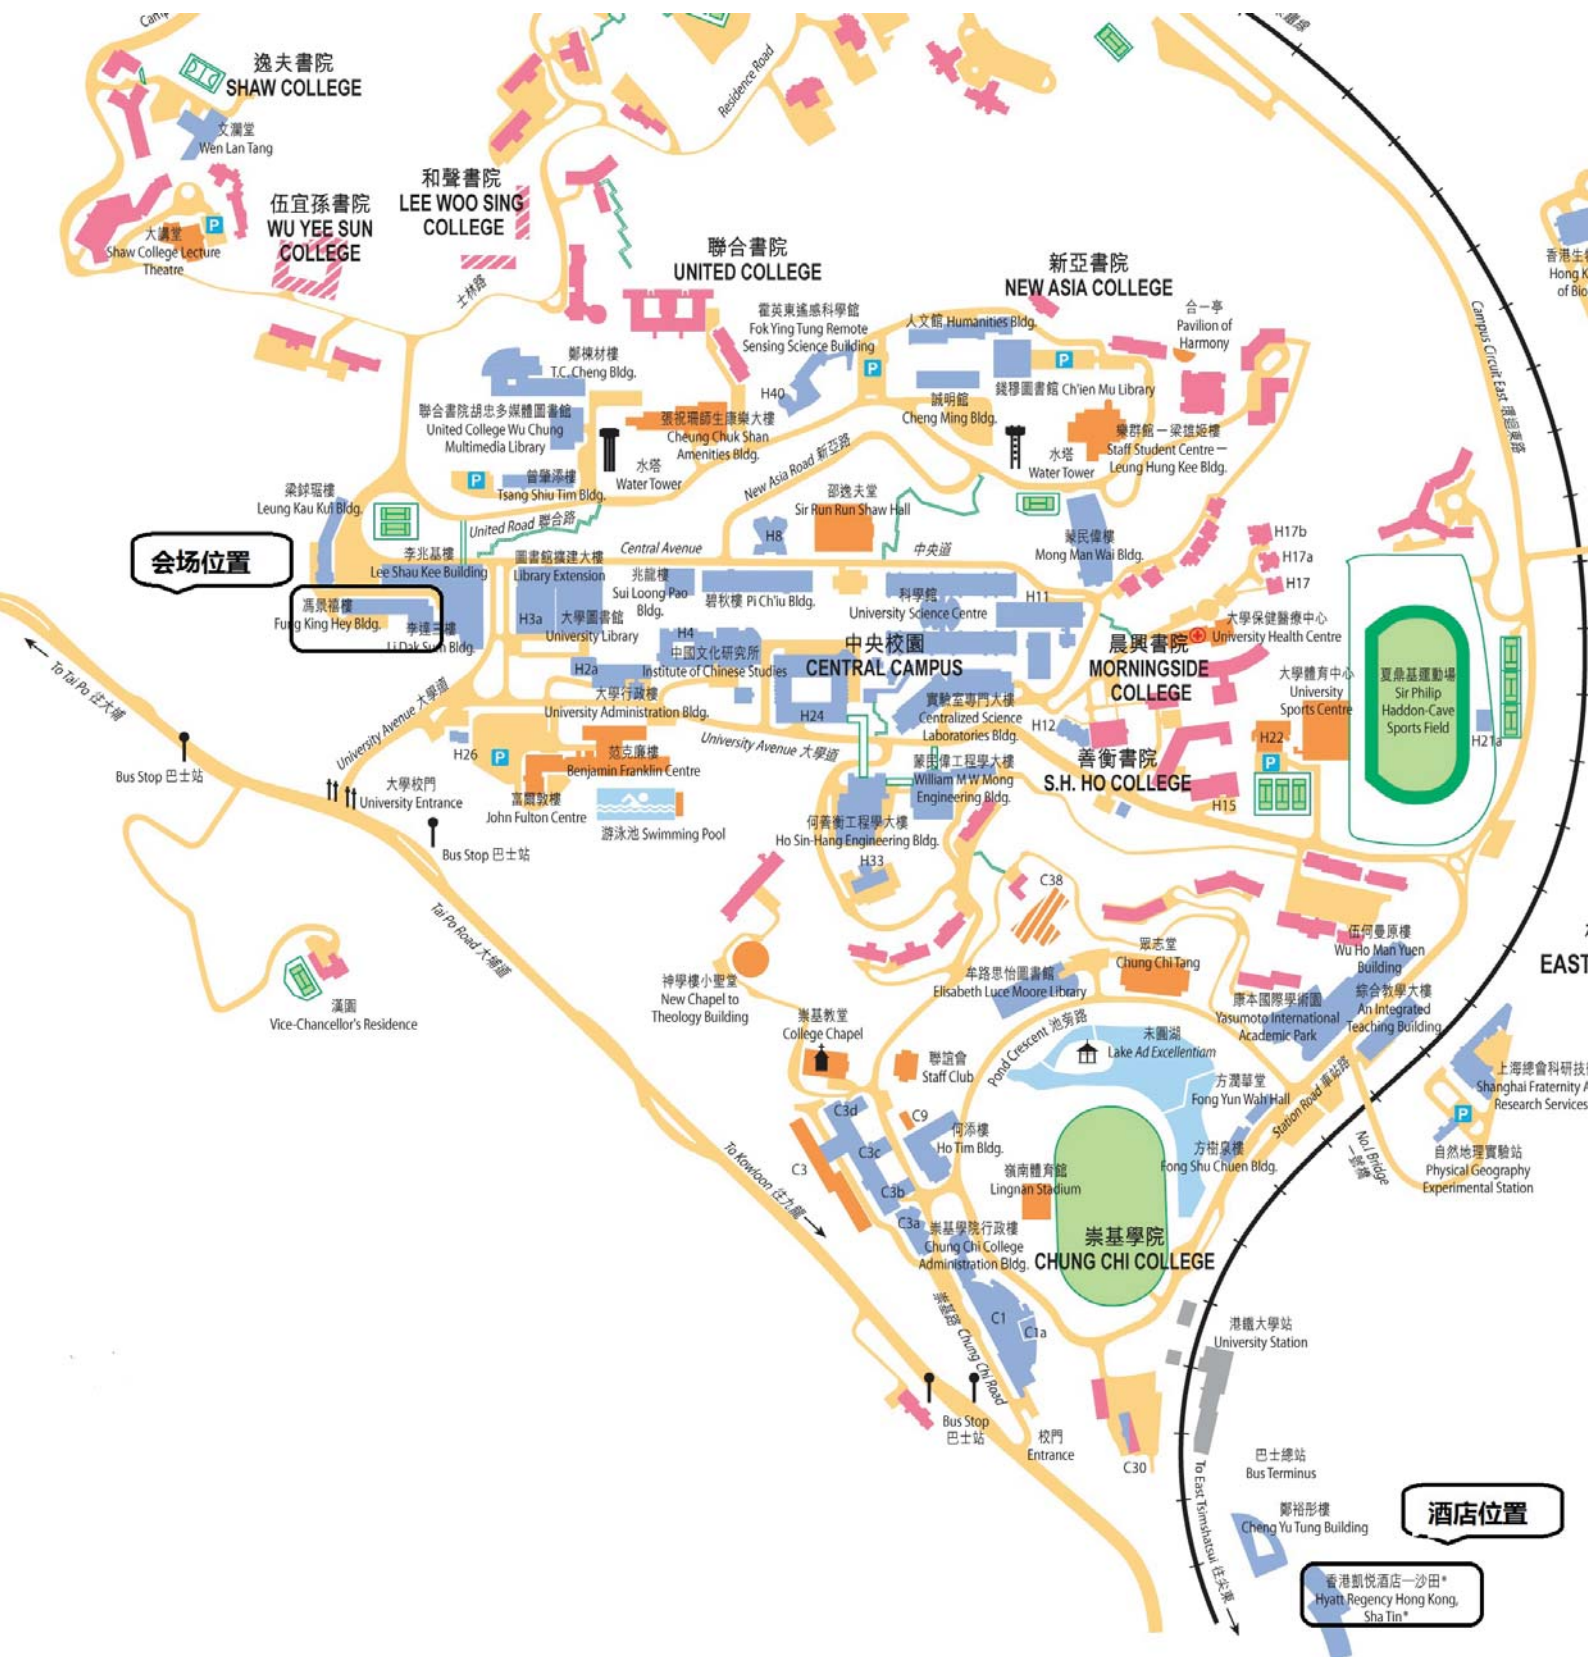 逸夫書院
SHAW COLLEGE
文瀾堂
Wen Lan Tang
大講堂
Shaw College Lecture
Theatre
P
伍宜孫書院
WU YEE SUN
COLLEGE
和聲書院
LEE WOO SING
COLLEGE
士林路
Residence Road
聯合書院
UNITED COLLEGE
新亞書院
NEW ASIA COLLEGE
霍英東遙感科學館
Fok Ying Tung Remote
Sensing Science Building
H40
P
人文館 Humanities Bldg.
P
合一亭
Pavilion of
Harmony
錢穆圖書館 Ch'ien Mu Library
誠明館
Cheng Ming Bldg.
樂群館－梁雄姬樓
Staff Student Centre –
Leung Hung Kee Bldg.
水塔
Water Tower
鄭棟材樓
T.C. Cheng Bldg.
聯合書院胡忠多媒體圖書館
United College Wu Chung
Multimedia Library
張祝珊師生康樂大樓
Cheung Chuk Shan
Amenities Bldg.
水塔
Water Tower
P
曾肇添樓
Tsang Shiu Tim Bldg.
New Asia Road 新亞路
United Road 聯合路
梁銶琚樓
Leung Kau Kui Bldg.
会场位置
馮景禧樓
Fung King Hey Bldg.
李兆基樓
Lee Shau Kee Building
李達三樓
Li Dak Sum Bldg.
圖書館擴建大樓
Library Extension
H3a
大學圖書館
University Library
Central Avenue
中央道
邵逸夫堂
Sir Run Run Shaw Hall
H8
兆龍樓
Sui Loong Pao
Bldg.
碧秋樓 Pi Ch'iu Bldg.
H4
中國文化研究所
Institute of Chinese Studies
H2a
大學行政樓
University Administration Bldg.
科學館
University Science Centre
H11
蒙民偉樓
Mong Man Wai Bldg.
中央校園
CENTRAL CAMPUS
H24
實驗室專門大樓
Centralized Science
Laboratories Bldg.
H12
H17b
H17a
H17
大學保健醫療中心
University Health Centre
晨興書院
MORNINGSIDE
COLLEGE
善衡書院
S.H. HO COLLEGE
大學體育中心
University
Sports Centre
H22
P
H15
夏鼎基運動場
Sir Philip
Haddon-Cave
Sports Field
H21a
Campus Circuit East 環迴東路
To Tai Po 往大埔
Bus Stop 巴士站
University Avenue 大學道
H26
P
范克廉樓
Benjamin Franklin Centre
富爾敦樓
John Fulton Centre
游泳池 Swimming Pool
University Avenue 大學道
大學校門
University Entrance
Bus Stop 巴士站
Tai Po Road 大埔道
蒙民偉工程學大樓
William M W Mong
Engineering Bldg.
何善衡工程學大樓
Ho Sin-Hang Engineering Bldg.
H33
漢園
Vice-Chancellor's Residence
神學樓小聖堂
New Chapel to
Theology Building
崇基教堂
College Chapel
聯誼會
Staff Club
C38
牟路思怡圖書館
Elisabeth Luce Moore Library
眾志堂
Chung Chi Tang
伍何曼原樓
Wu Ho Man Yuen
Building
康本國際學術園
Yasumoto International
Academic Park
綜合教學大樓
An Integrated
Teaching Building
Pond Crescent 池旁路
未圓湖
Lake Ad Excellentiam
方潤華堂
Fong Yun Wah Hall
Station Road 車站路
方樹泉樓
Fong Shu Chuen Bldg.
No.1 Bridge
一號橋
EAST
上海總會科研技
Shanghai Fraternity A
Research Services
P
自然地理實驗站
Physical Geography
Experimental Station
香港生
Hong K
of Bio
C3d
C9
C3c
C3
C3b
C3a
何添樓
Ho Tim Bldg.
嶺南體育館
Lingnan Stadium
崇基學院行政樓
Chung Chi College
Administration Bldg.
崇基學院
CHUNG CHI COLLEGE
To Kowloon 往九龍
C1
C1a
崇基路 Chung Chi Road
Bus Stop
巴士站
校門
Entrance
C30
港鐵大學站
University Station
巴士總站
Bus Terminus
To East Tsimshatsui 往尖東
鄭裕彤樓
Cheng Yu Tung Building
酒店位置
香港凱悅酒店一沙田*
Hyatt Regency Hong Kong,
Sha Tin*